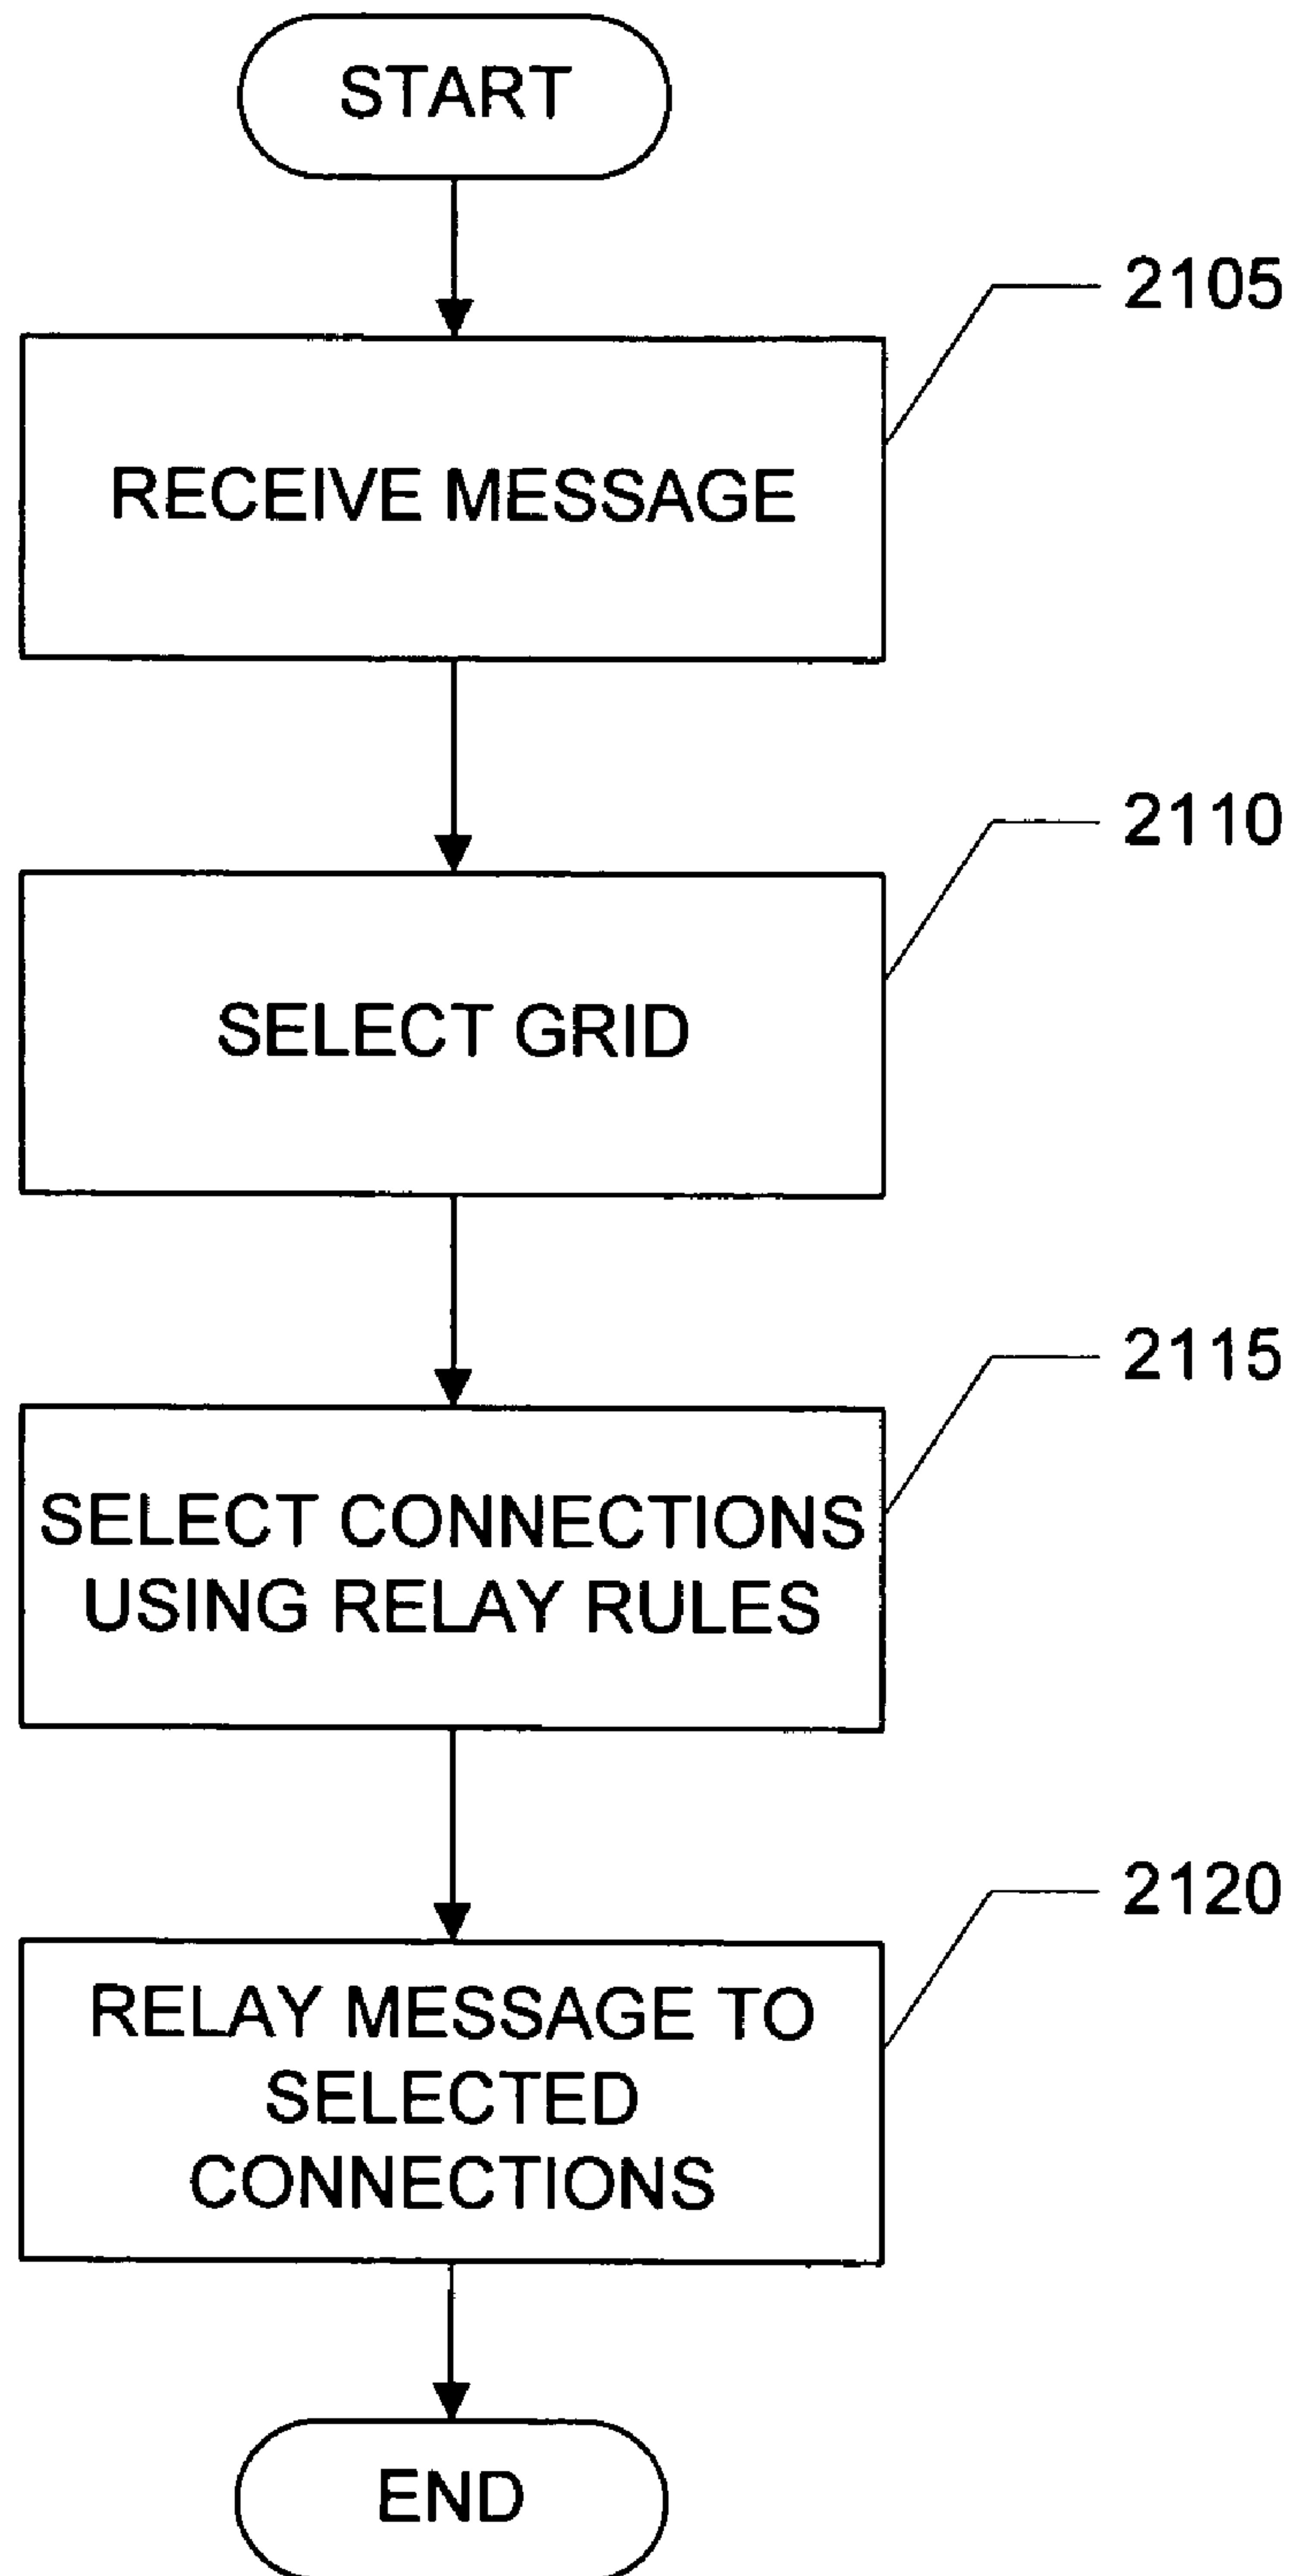 START
2105
RECEIVE MESSAGE
2110
SELECT GRID
2115
SELECT CONNECTIONS
USING RELAY RULES
2120
RELAY MESSAGE TO
SELECTED
CONNECTIONS
END